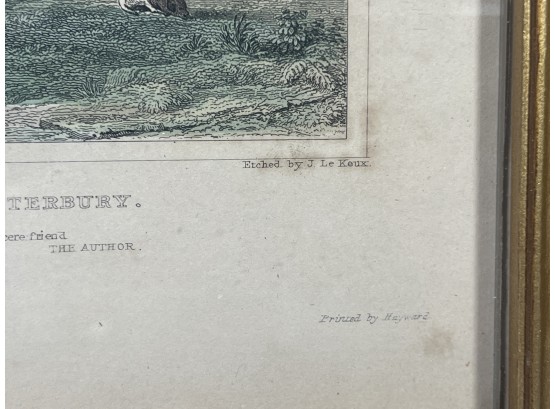 Etched by J. Le Keux.
TERBURY.
cere friend
THE AUTHOR.
Printed by Hayward